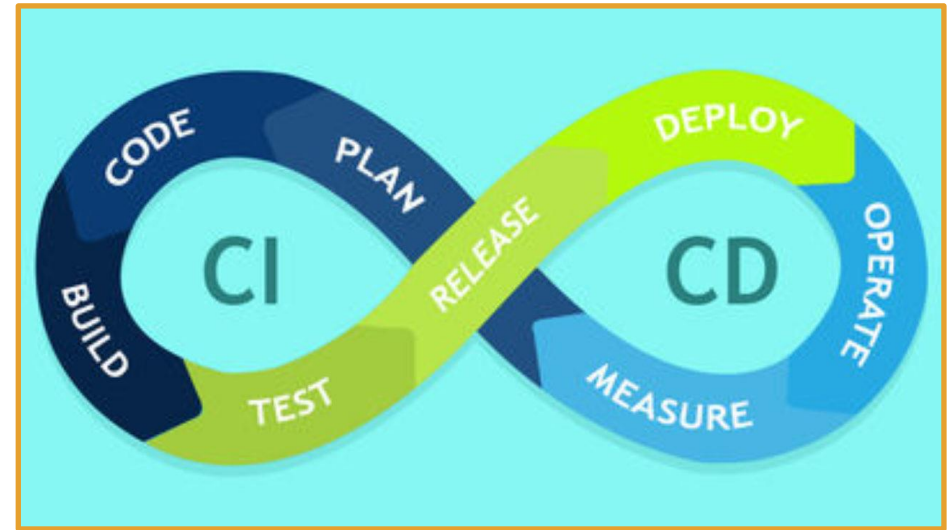 CODE
PLAN
BUILD
TEST
RELEASE
DEPLOY
OPERATE
MEASURE
CI
CD